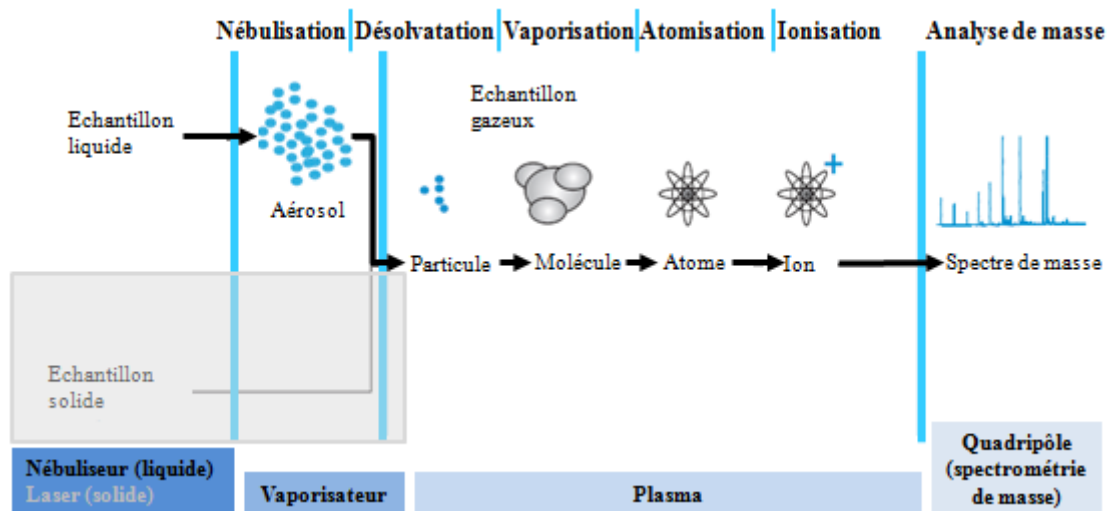 Nébulisation Désolvatation Vaporisation Atomisation Ionisation Analyse de masse
Echantillon
liquide
Echantillon
gazeux
Aérosol
Particule Molécule Atome Ion Spectre de masse
Echantillon
solide
Nébuliseur (liquide)
Laser (solide)
Vaporisateur
Plasma
Quadripôle
(spectrométrie
de masse)